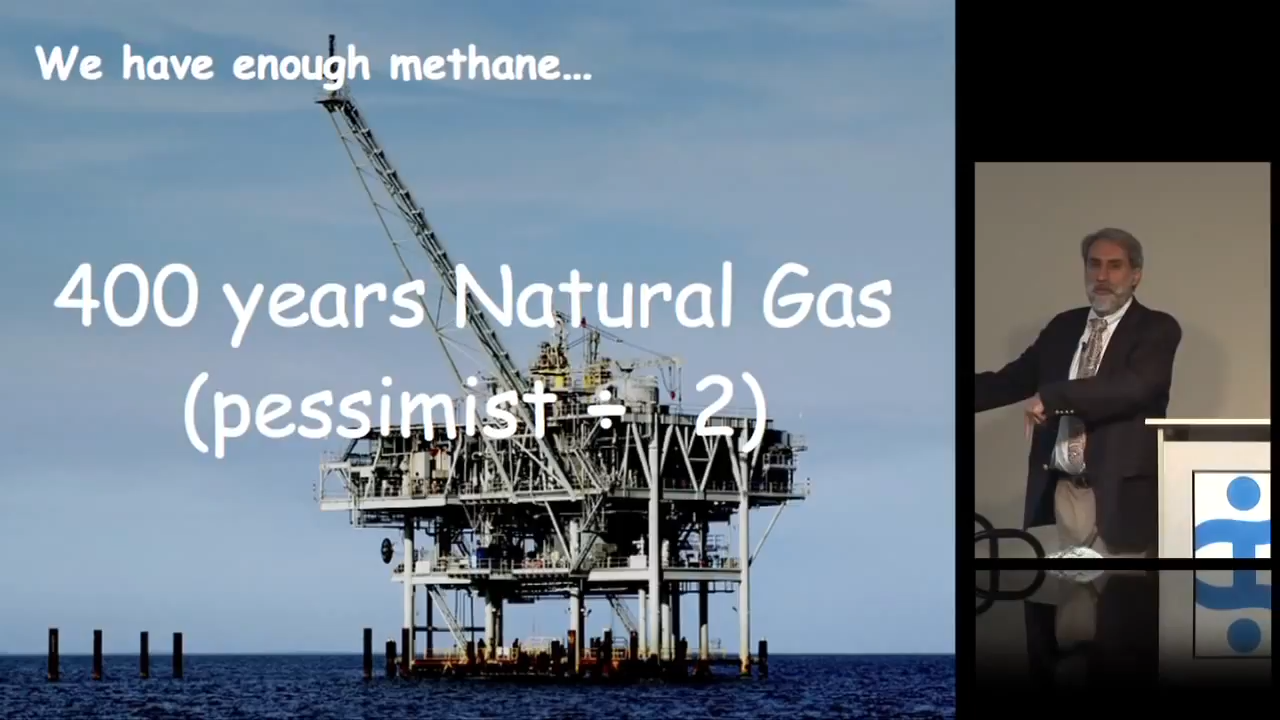 We have enough methane...
400 years Natural Gas
(pessimist ÷ 2)